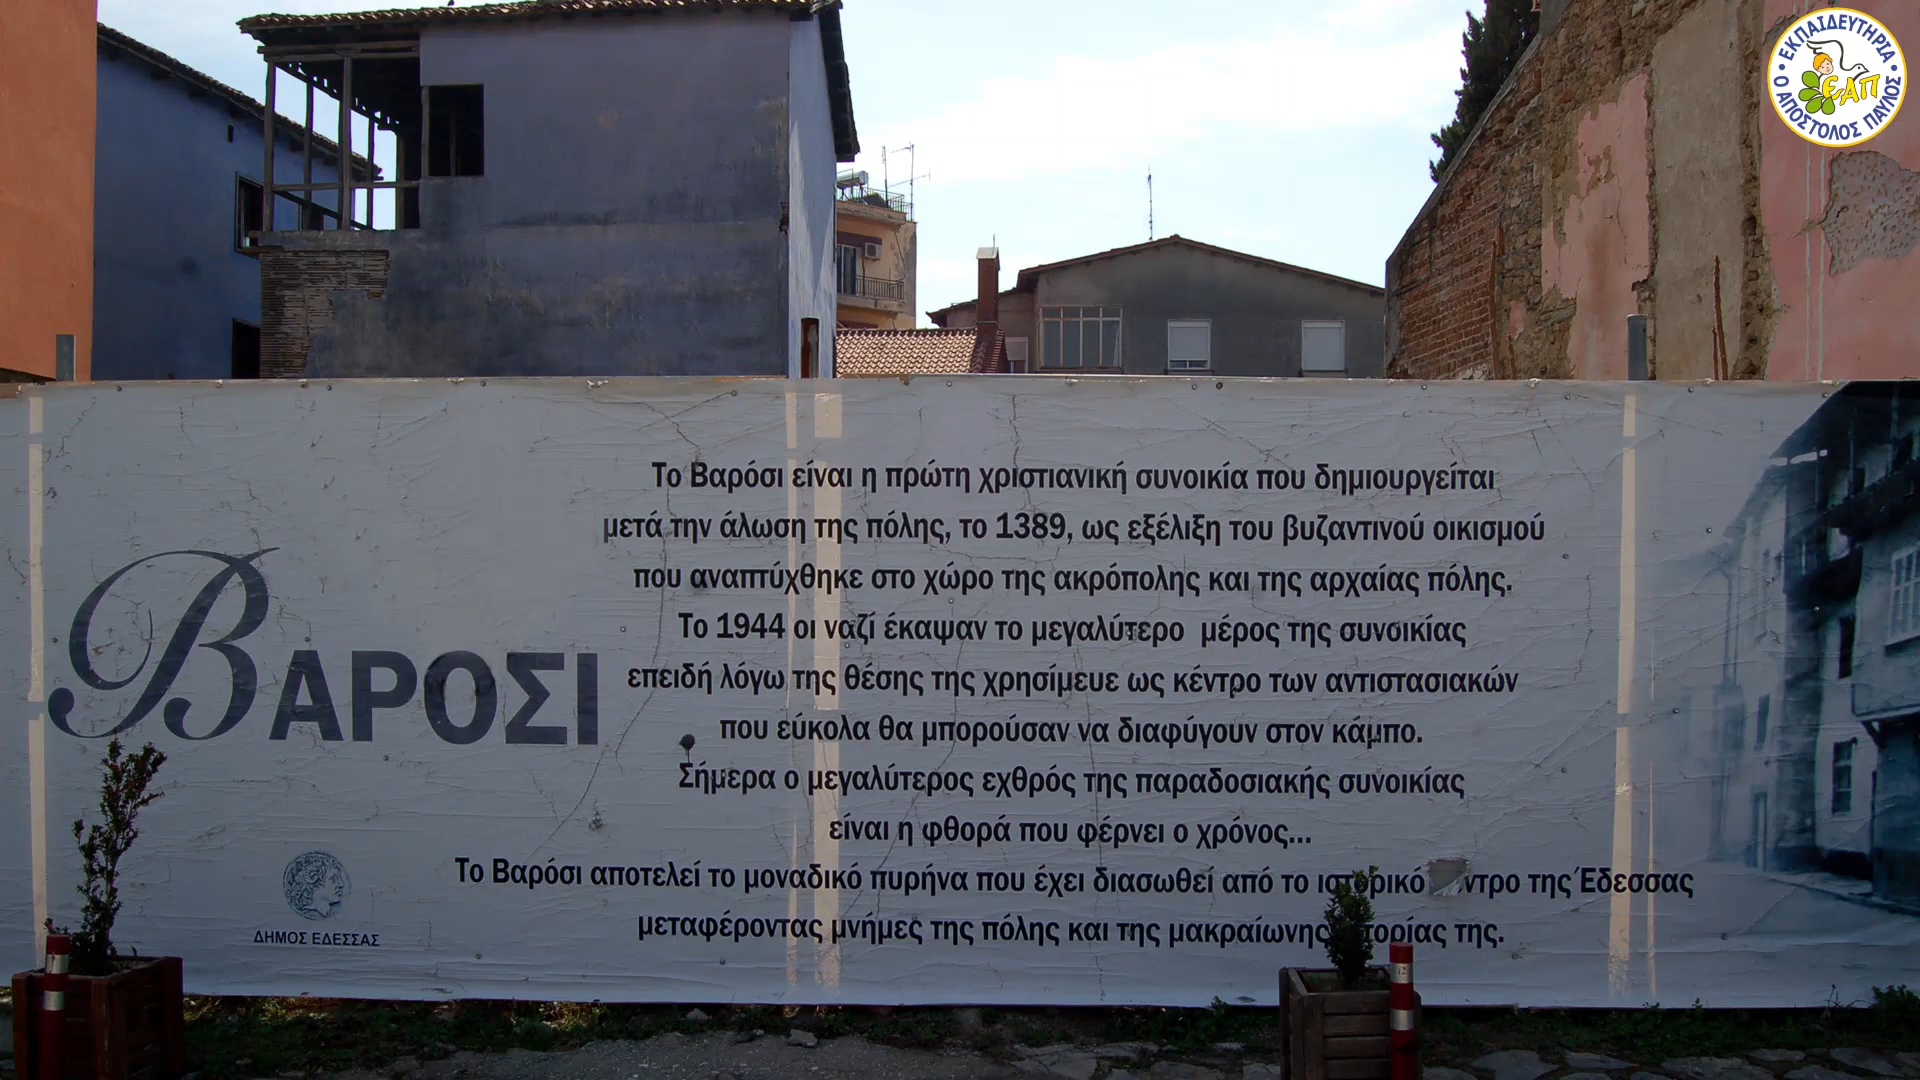 ΕΚΠΑΙΔΕΥΤΗΡΙΑ
Ο ΑΠΟΣΤΟΛΟΣ ΠΑΥΛΟΣ
ΕΑΠ
ΒΑΡΟΣΙ
Το Βαρόσι είναι η πρώτη χριστιανική συνοικία που δημιουργείται
μετά την άλωση της πόλης, το 1389, ως εξέλιξη του βυζαντινού οικισμού
που αναπτύχθηκε στο χώρο της ακρόπολης και της αρχαίας πόλης.
Το 1944 οι ναζί έκαψαν το μεγαλύτερο μέρος της συνοικίας
επειδή λόγω της θέσης της χρησίμευε ως κέντρο των αντιστασιακών
που εύκολα θα μπορούσαν να διαφύγουν στον κάμπο.
Σήμερα ο μεγαλύτερος εχθρός της παραδοσιακής συνοικίας
είναι η φθορά που φέρνει ο χρόνος...
Το Βαρόσι αποτελεί το μοναδικό πυρήνα που έχει διασωθεί από το ιστορικό ντρο της Έδεσσας
μεταφέροντας μνήμες της πόλης και της μακραίωνης τορίας της.
ΔΗΜΟΣ ΕΔΕΣΣΑΣ